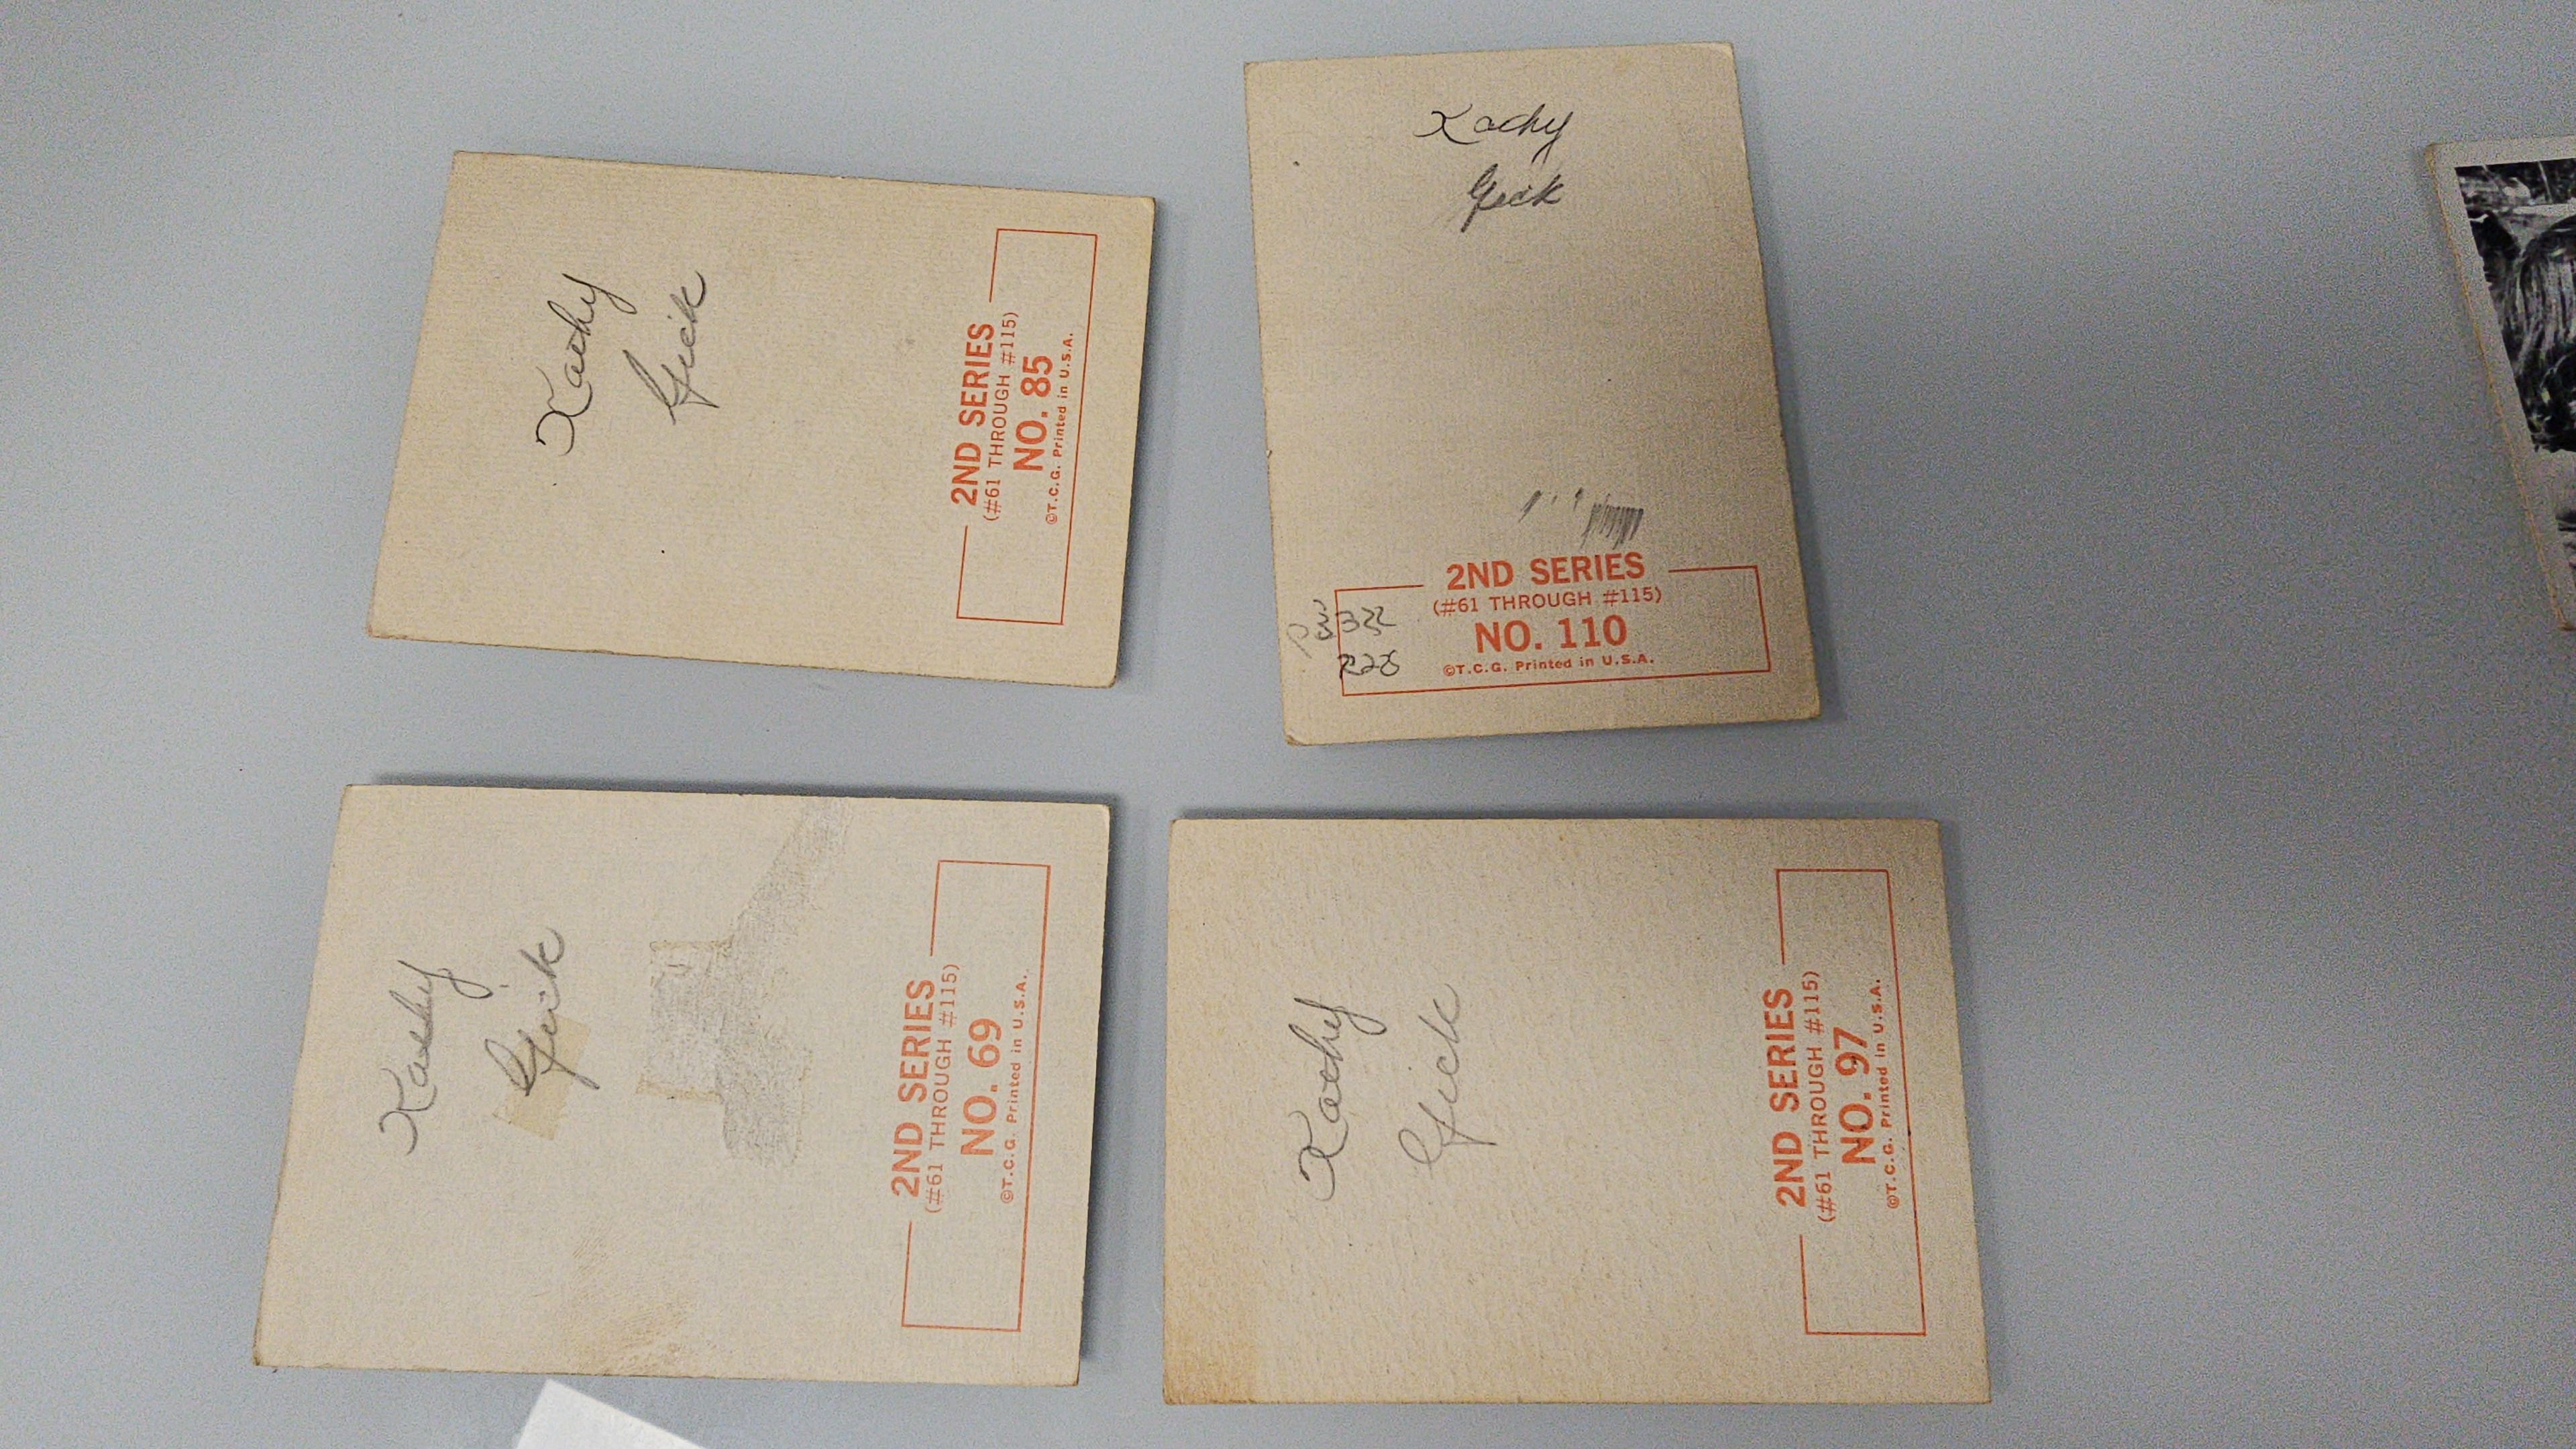 Kathy
Gick
2ND SERIES
(#61 THROUGH #115)
NO. 85
©T.C.G. Printed in U.S.A.
Kathy
Gick
2ND SERIES
(#61 THROUGH #115)
NO. 110
©T.C.G. Printed in U.S.A.
322
R28
Kathy
Gick
2ND SERIES
(#61 THROUGH #115)
NO. 69
©T.C.G. Printed in U.S.A.
Kathy
Gick
2ND SERIES
(#61 THROUGH #115)
NO. 97
©T.C.G. Printed in U.S.A.